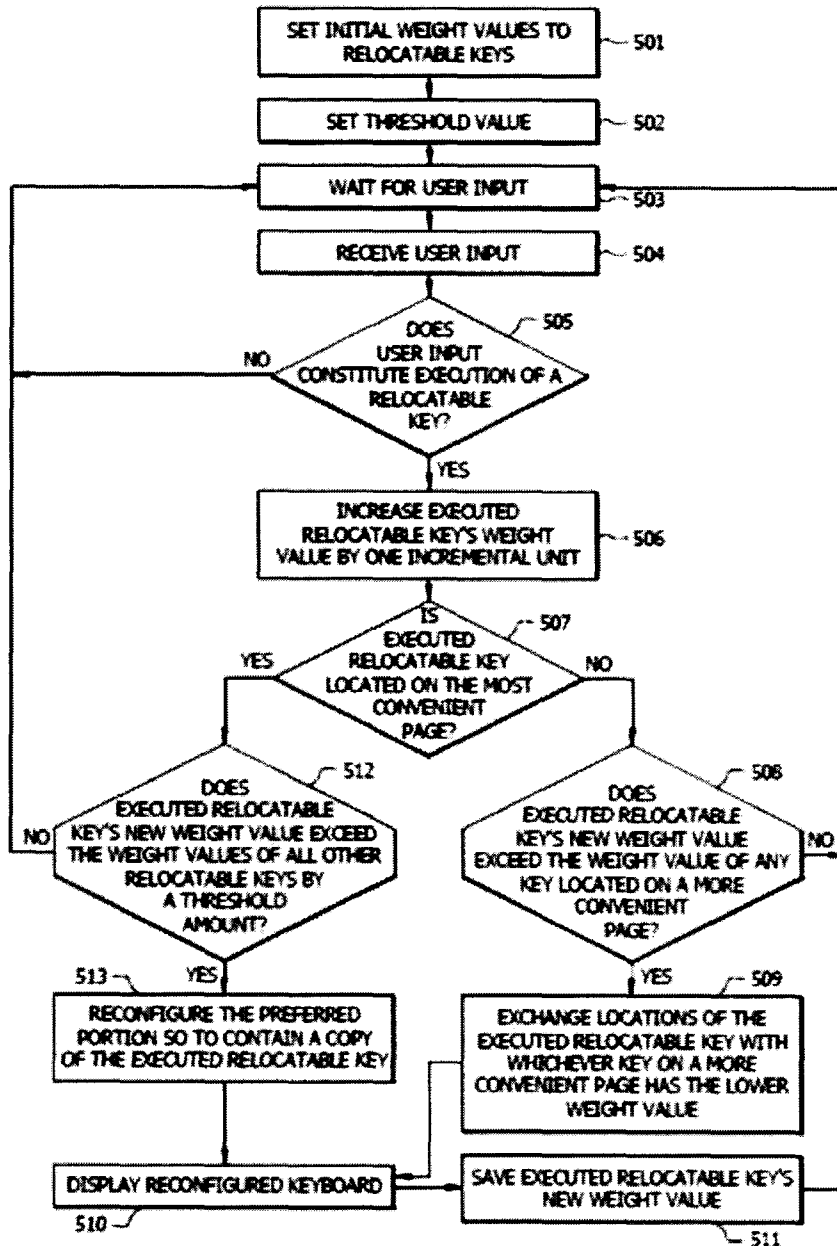 SET INITIAL WEIGHT VALUES TO
RELOCATABLE KEYS
501
SET THRESHOLD VALUE
502
WAIT FOR USER INPUT
503
RECEIVE USER INPUT
504
505
DOES
USER INPUT
CONSTITUTE EXECUTION OF A
RELOCATABLE
KEY?
NO
YES
INCREASE EXECUTED
RELOCATABLE KEY'S WEIGHT
VALUE BY ONE INCREMENTAL UNIT
506
507
IS
EXECUTED
RELOCATABLE KEY
LOCATED ON THE MOST
CONVENIENT
PAGE?
YES
NO
512
DOES
EXECUTED RELOCATABLE
KEY'S NEW WEIGHT VALUE EXCEED
THE WEIGHT VALUES OF ALL OTHER
RELOCATABLE KEYS BY
A THRESHOLD
AMOUNT?
NO
YES
508
DOES
EXECUTED RELOCATABLE
KEY'S NEW WEIGHT VALUE
EXCEED THE WEIGHT VALUE OF ANY
KEY LOCATED ON A MORE
CONVENIENT
PAGE?
NO
YES
513
RECONFIGURE THE PREFERRED
PORTION SO TO CONTAIN A COPY
OF THE EXECUTED RELOCATABLE KEY
509
EXCHANGE LOCATIONS OF THE
EXECUTED RELOCATABLE KEY WITH
WHICHEVER KEY ON A MORE
CONVENIENT PAGE HAS THE LOWER
WEIGHT VALUE
DISPLAY RECONFIGURED KEYBOARD
510
SAVE EXECUTED RELOCATABLE KEY'S
NEW WEIGHT VALUE
511